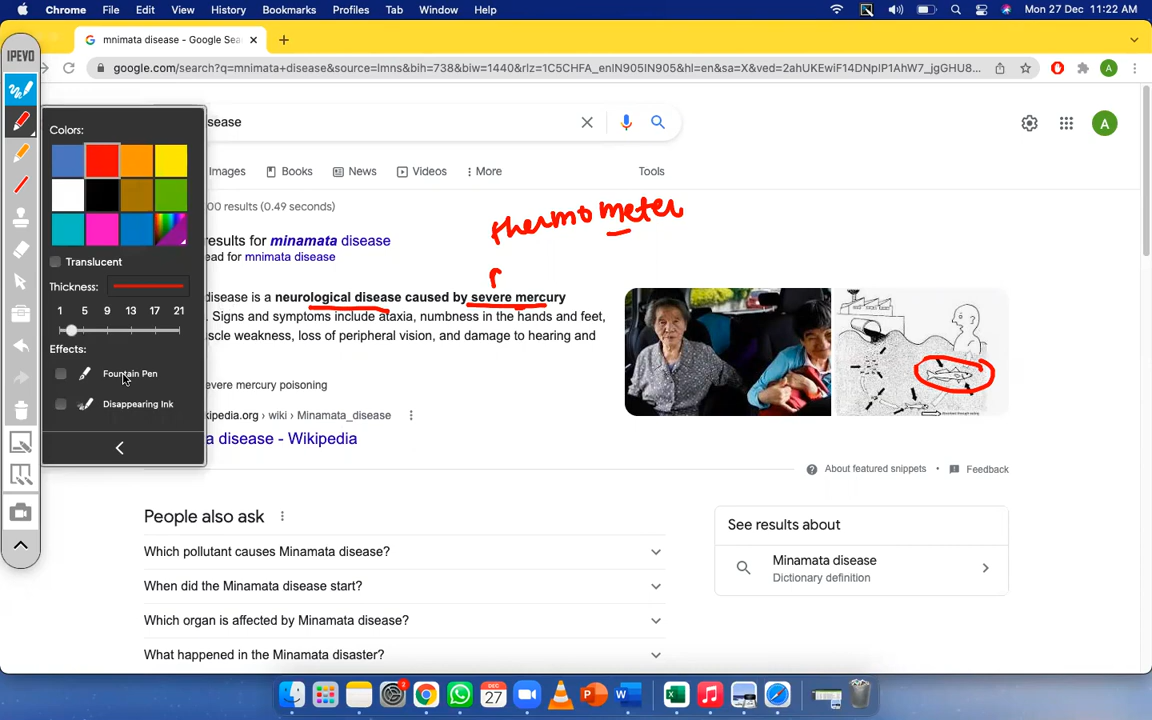 Chrome File Edit View History Bookmarks Profiles Tab Window Help Mon 27 Dec 11:22 AM
IPEVO
mnimata disease - Google Sea
google.com/search?q=mnimata+disease&source=lmns&bih=738&biw=1440&rlz=1C5CHFA_enIN905IN905&hl=en&sa=X&ved=2ahUKEwiF14DNpIP1AhW7_jgGHU8... A
Colors:
sease
A
Images Books News Videos More Tools
00 results (0.49 seconds)
thermometer
results for minamata disease
ead for mnimata disease
Translucent
Thickness:
1 5 9 13 17 21
r
disease is a neurological disease caused by severe mercury
. Signs and symptoms include ataxia, numbness in the hands and feet,
scle weakness, loss of peripheral vision, and damage to hearing and
Effects:
Fountain Pen
evere mercury poisoning
Disappearing Ink
kipedia.org › wiki › Minamata_disease
a disease - Wikipedia
About featured snippets • Feedback
People also ask
See results about
Which pollutant causes Minamata disease?
Minamata disease
Dictionary definition
When did the Minamata disease start?
Which organ is affected by Minamata disease?
What happened in the Minamata disaster?
DEC
27
2